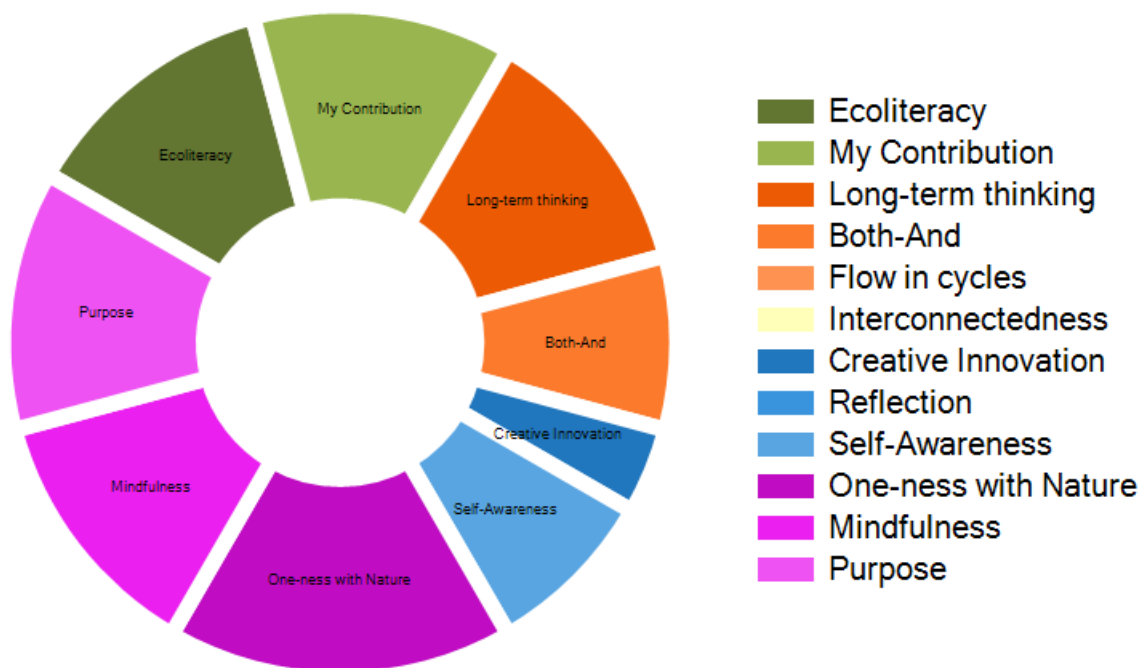 My Contribution
Ecoliteracy
Long-term thinking
Purpose
Both-And
Creative Innovation
Mindfulness
Self-Awareness
One-ness with Nature
Ecoliteracy
My Contribution
Long-term thinking
Both-And
Flow in cycles
Interconnectedness
Creative Innovation
Reflection
Self-Awareness
One-ness with Nature
Mindfulness
Purpose